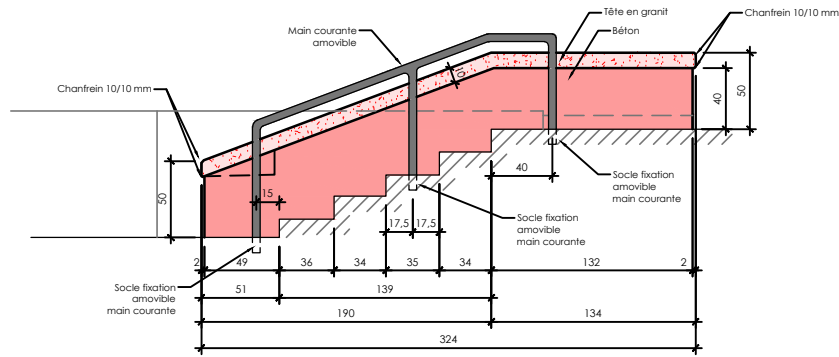 Tête en granit
Chanfrein 10/10 mm
Main courante
amovible
Béton
10
Chanfrein 10/10 mm
40
50
50
15
40
Socle fixation
amovible
main courante
17,5
17,5
Socle fixation
amovible
main courante
2
49
36
34
35
34
132
2
Socle fixation
amovible
main courante
51
139
190
134
324